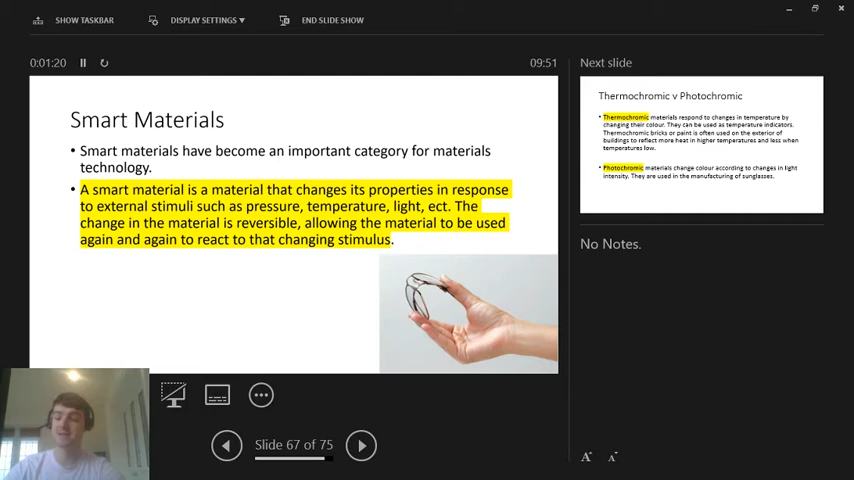 SHOW TASKBAR
DISPLAY SETTINGS ▼
END SLIDE SHOW
0:01:20
09:51
Smart Materials
• Smart materials have become an important category for materials
technology.
• A smart material is a material that changes its properties in response
to external stimuli such as pressure, temperature, light, ect. The
change in the material is reversible, allowing the material to be used
again and again to react to that changing stimulus.
Slide 67 of 75
Next slide
Thermochromic v Photochromic
• Thermochromic materials respond to changes in temperature by
changing their colour. They can be used as temperature indicators.
Thermochromic bricks or paint is often used on the exterior of
buildings to reflect more heat in higher temperatures and less when
temperatures low.
• Photochromic materials change colour according to changes in light
intensity. They are used in the manufacturing of sunglasses.
No Notes.
A A